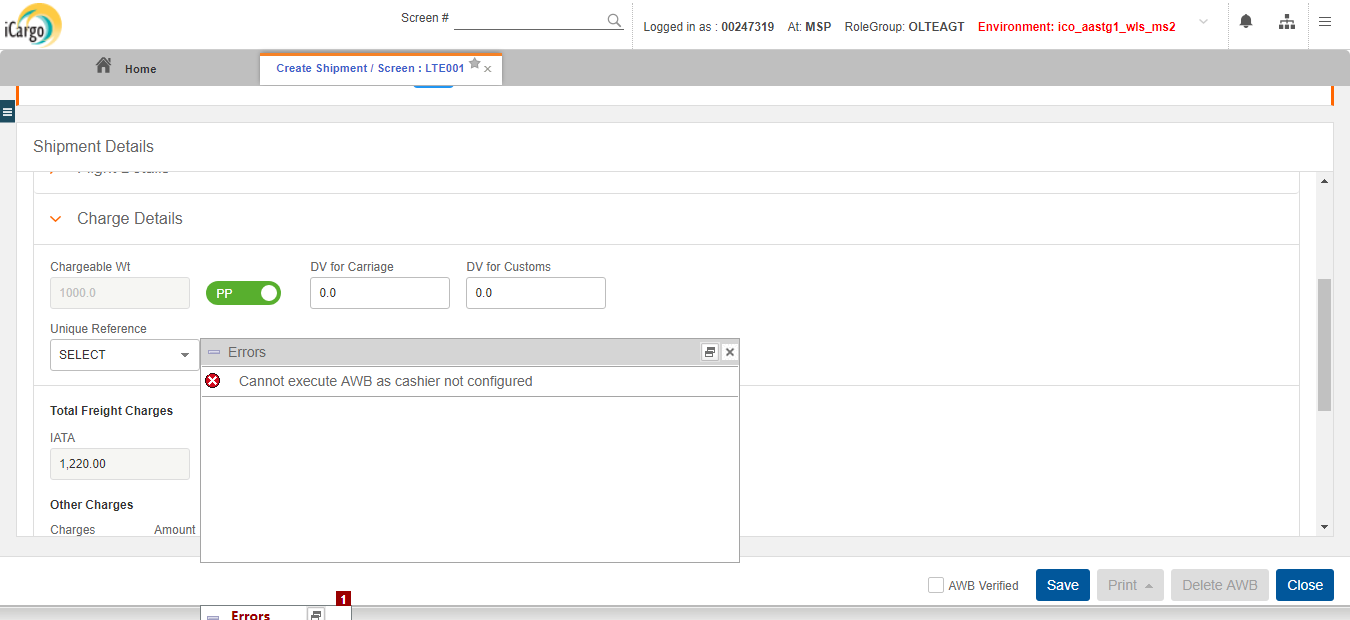 iCargo
Screen #
Logged in as : 00247319 At: MSP RoleGroup: OLTEAGT Environment: ico_aastg1_wls_ms2
Home
Create Shipment / Screen : LTE001
Shipment Details
Charge Details
Chargeable Wt
DV for Carriage
DV for Customs
1000.0
PP
0.0
0.0
Unique Reference
SELECT
Errors
Cannot execute AWB as cashier not configured
Total Freight Charges
IATA
1,220.00
Other Charges
Charges Amount
AWB Verified
Save
Print
Delete AWB
Close
1
Errors